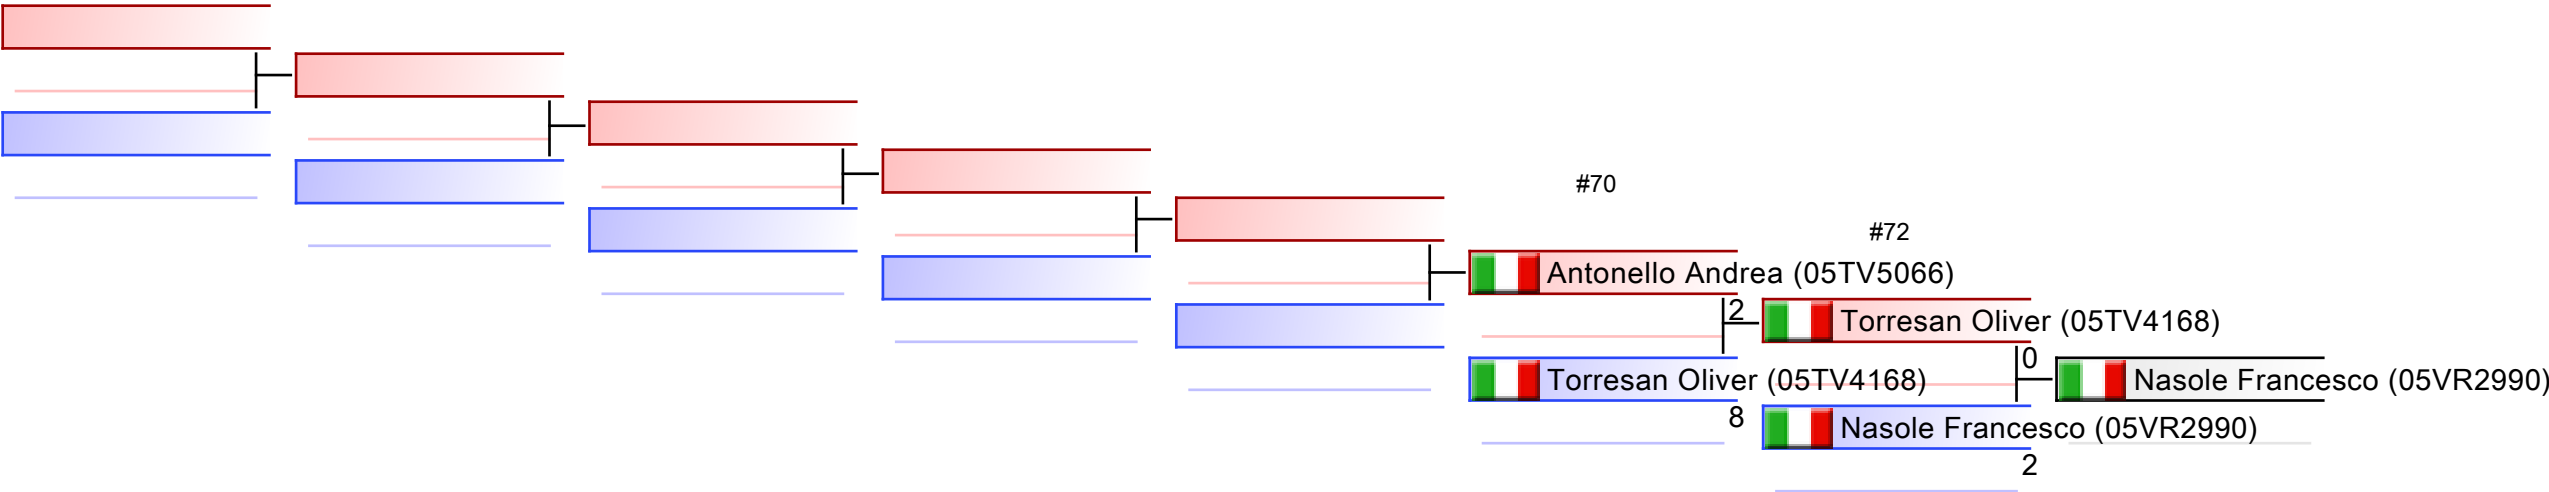 #70
#72
Antonello Andrea (05TV5066)
2
Torresan Oliver (05TV4168)
0
Torresan Oliver (05TV4168)
Nasole Francesco (05VR2990)
8
Nasole Francesco (05VR2990)
2